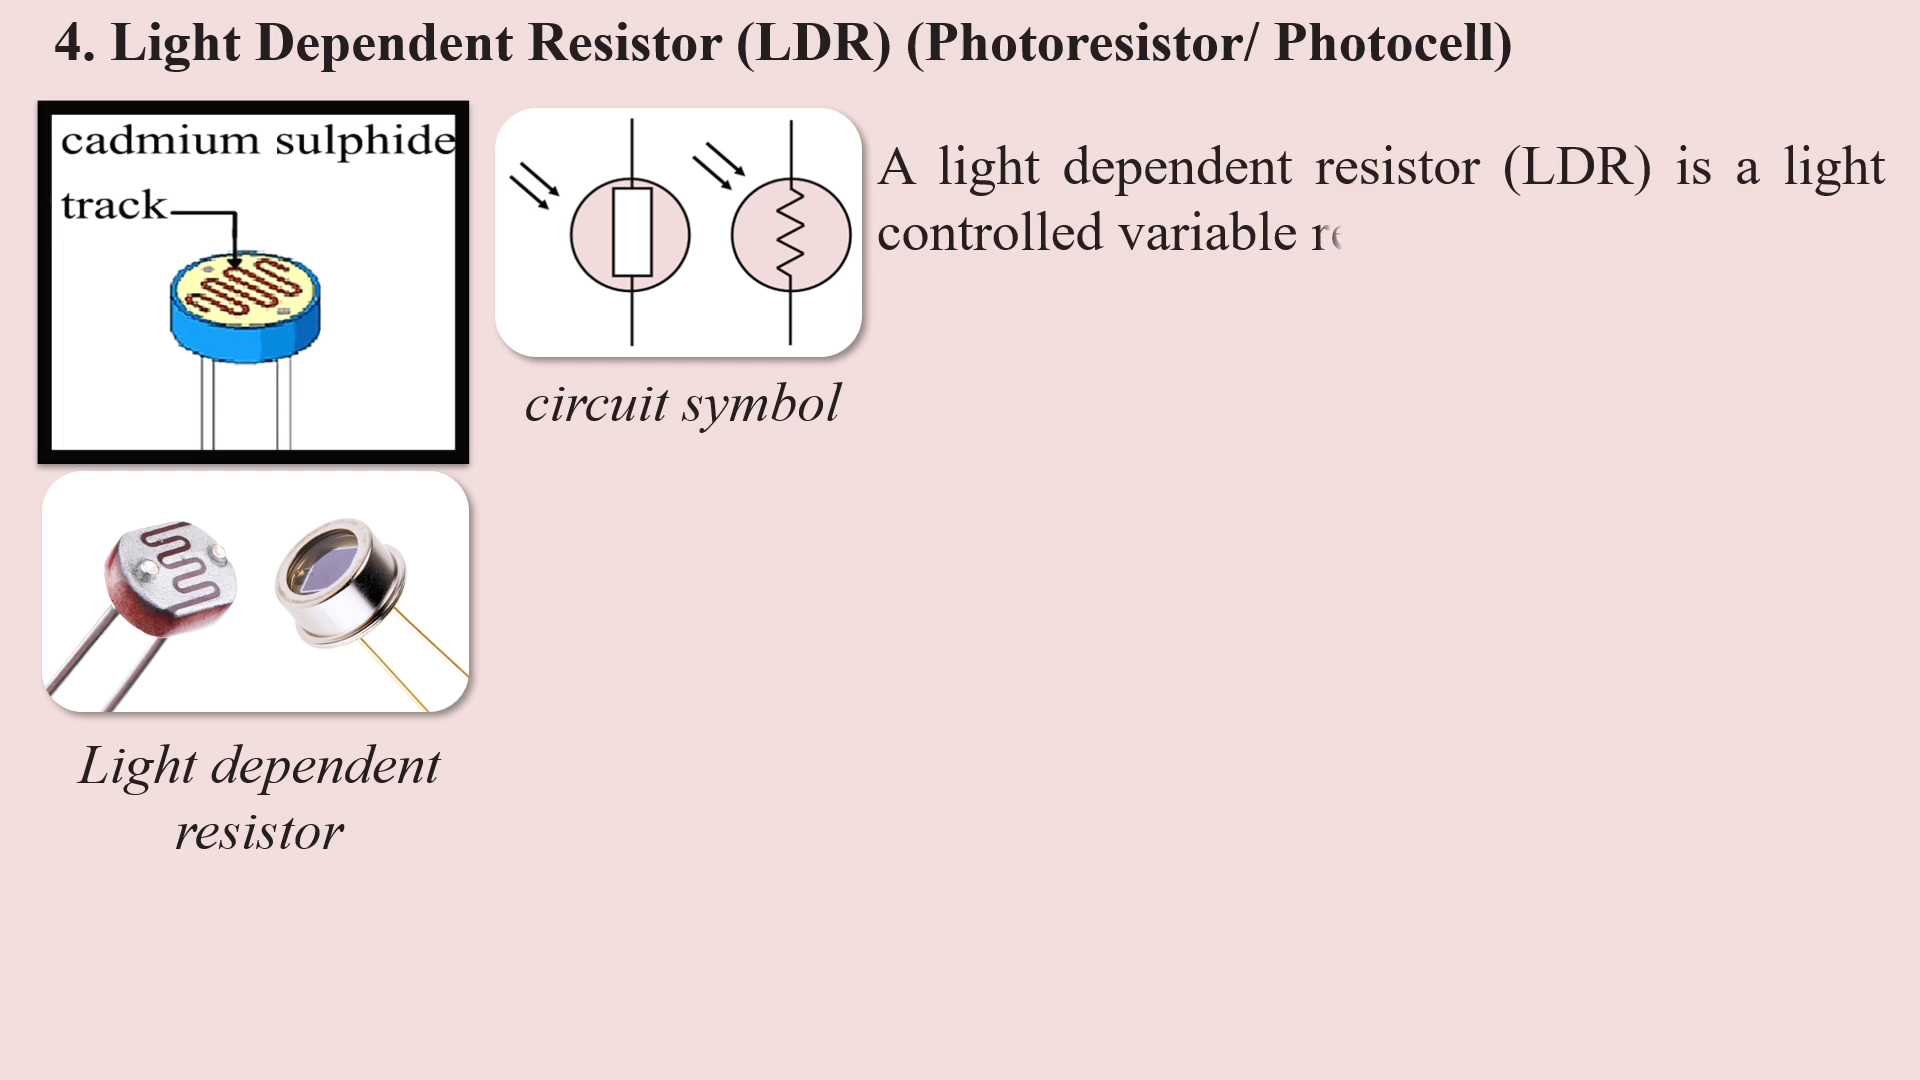 4. Light Dependent Resistor (LDR) (Photoresistor/ Photocell)
cadmium sulphide
track
A light dependent resistor (LDR) is a light
controlled variable
circuit symbol
Light dependent
resistor